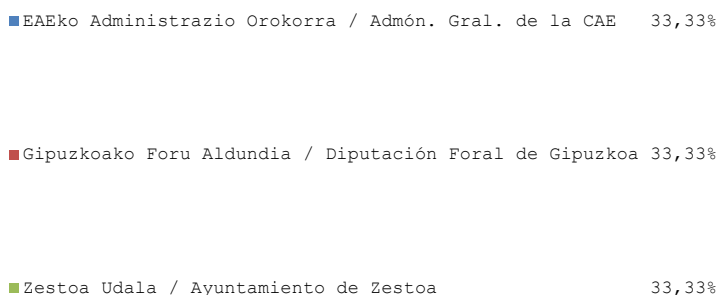 EAEko Administrazio Orokorra / Admón. Gral. de la CAE 33,33%
Gipuzkoako Foru Aldundia / Diputación Foral de Gipuzkoa 33,33%
Zestoa Udala / Ayuntamiento de Zestoa 33,33%